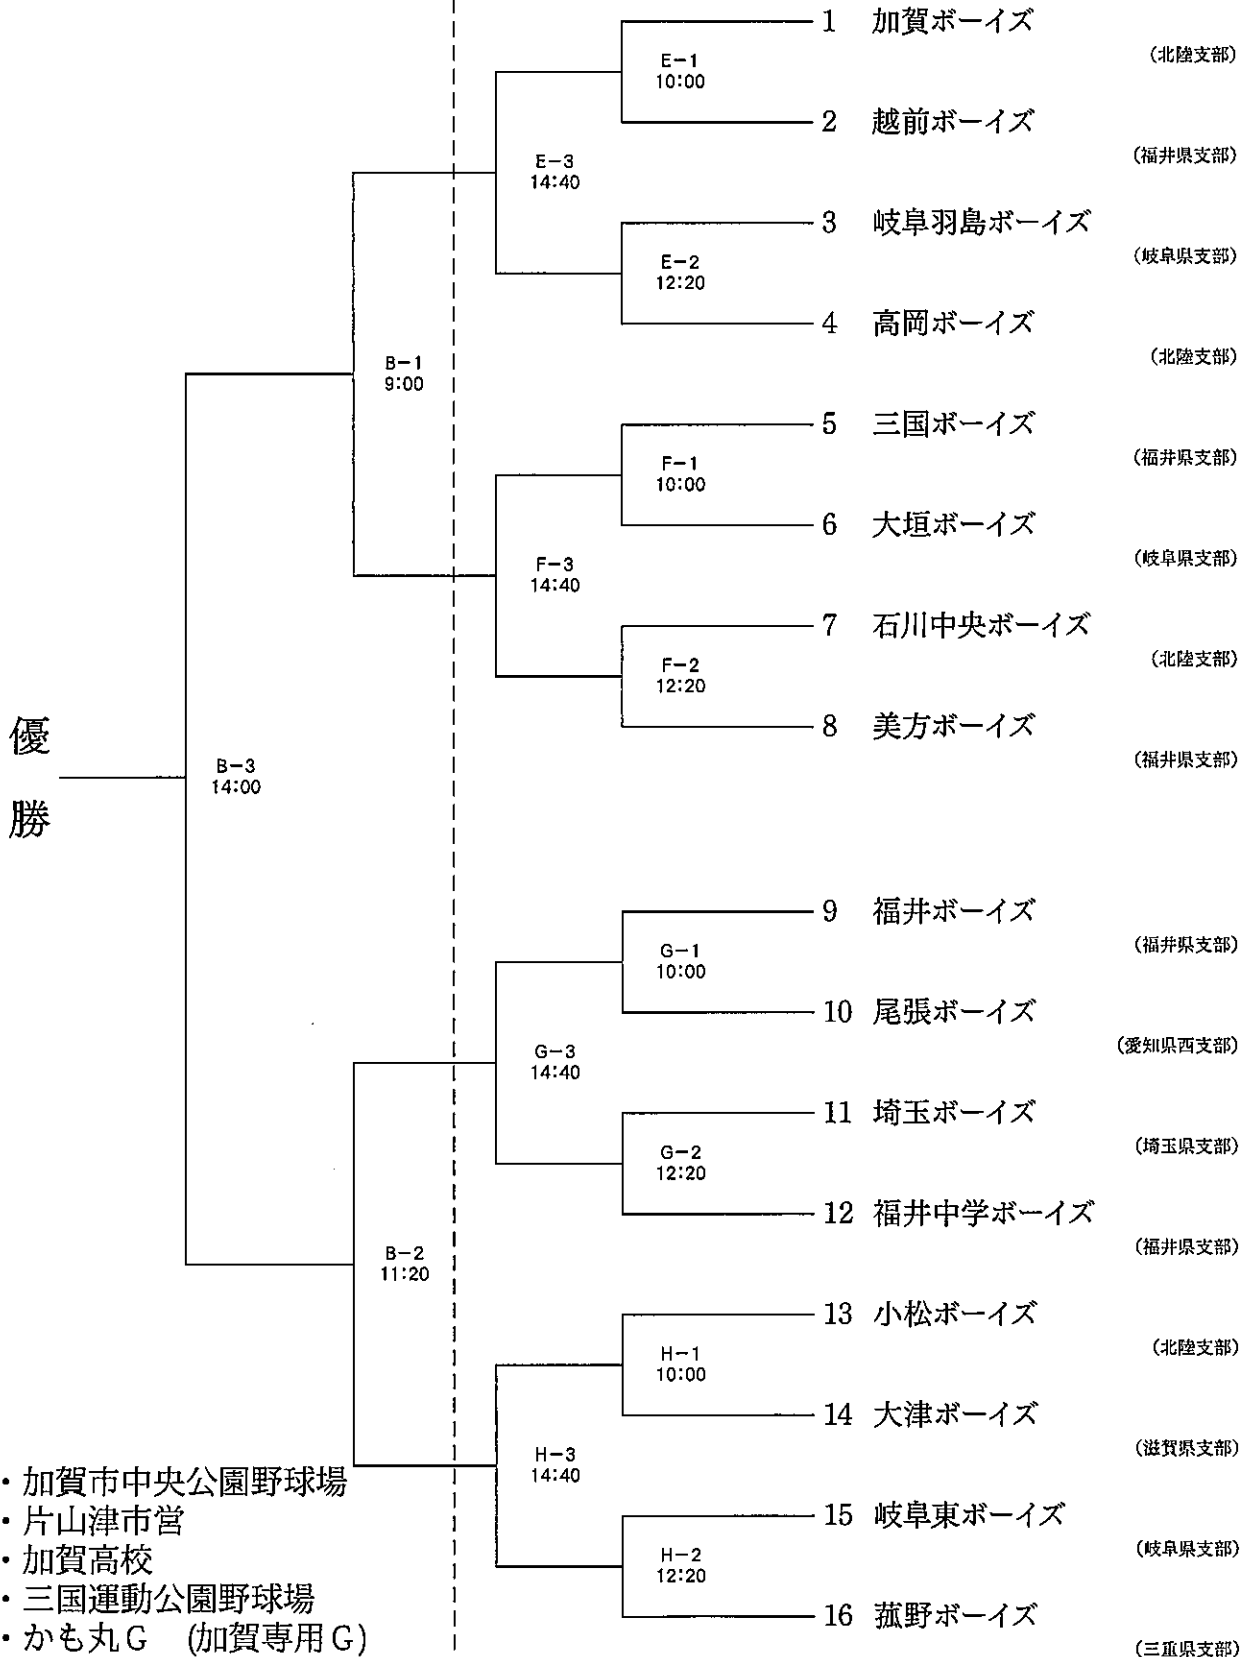 1 加賀ボーイズ
(北陸支部)
E-1
10:00
2 越前ボーイズ
(福井県支部)
E-3
14:40
3 岐阜羽島ボーイズ
(岐阜県支部)
E-2
12:20
4 高岡ボーイズ
(北陸支部)
B-1
9:00
5 三国ボーイズ
(福井県支部)
F-1
10:00
6 大垣ボーイズ
(岐阜県支部)
F-3
14:40
7 石川中央ボーイズ
(北陸支部)
F-2
12:20
8 美方ボーイズ
(福井県支部)
優
勝
B-3
14:00
9 福井ボーイズ
(福井県支部)
G-1
10:00
10 尾張ボーイズ
(愛知県西支部)
G-3
14:40
11 埼玉ボーイズ
(埼玉県支部)
G-2
12:20
12 福井中学ボーイズ
(福井県支部)
B-2
11:20
13 小松ボーイズ
(北陸支部)
H-1
10:00
14 大津ボーイズ
(滋賀県支部)
H-3
14:40
15 岐阜東ボーイズ
(岐阜県支部)
H-2
12:20
16 菰野ボーイズ
(三重県支部)
・加賀市中央公園野球場
・片山津市営
・加賀高校
・三国運動公園野球場
・かも丸G (加賀専用G)